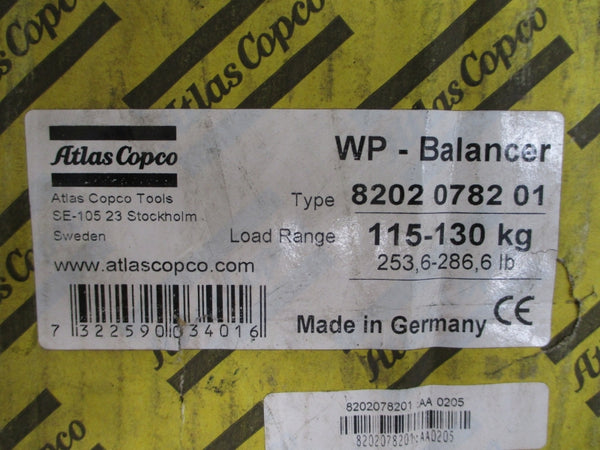 Atlas Copco
Atlas Copco
Atlas Copco
WP - Balancer
Atlas Copco Tools
SE-105 23 Stockholm
Sweden
www.atlascopco.com
Type 8202 0782 01
Load Range 115-130 kg
253,6-286,6 lb
7 322590 034016
Made in Germany CE
8202078201:AA 0205
8202078201:AA0205
Atlas Copco